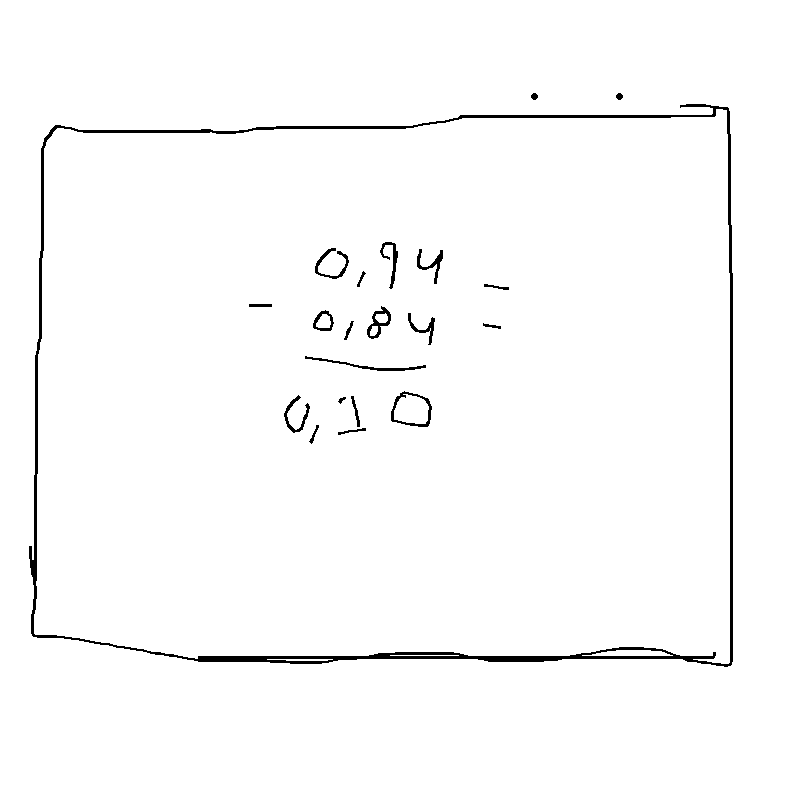 0,94 =
- 0,84 =
0,10